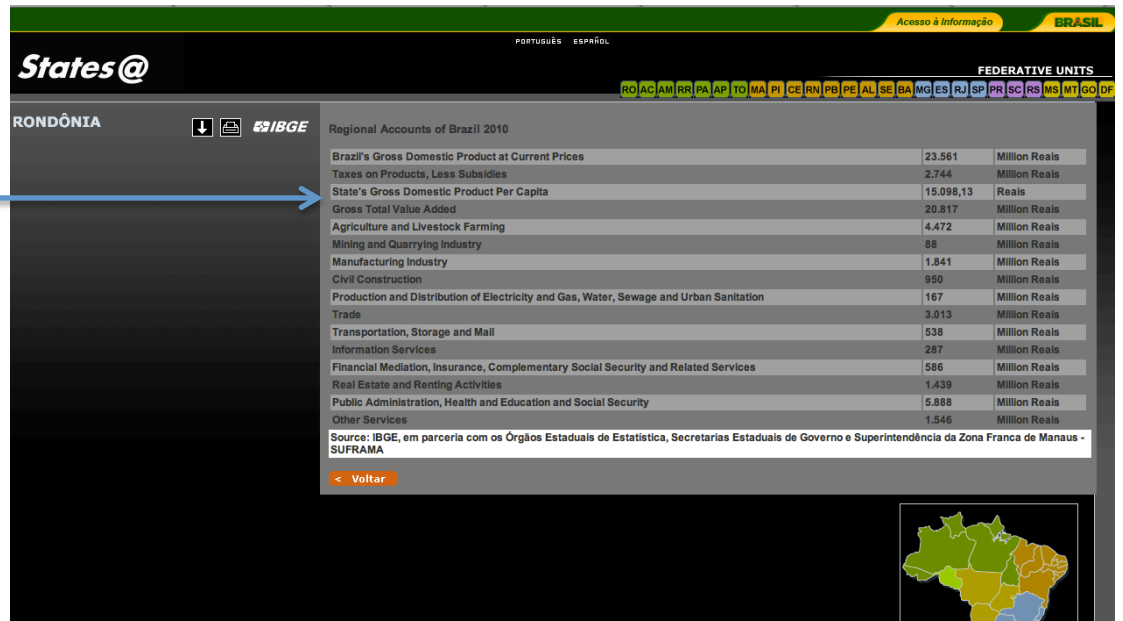 Acesso à Informação BRASIL
PORTUGUÊS ESPAÑOL
States@
FEDERATIVE UNITS
RO AC AM RR PA AP TO MA PI CE RN PB PE AL SE BA MG ES RJ SP PR SC RS MS MT GO DF
RONDÔNIA IBGE
Regional Accounts of Brazil 2010
Brazil's Gross Domestic Product at Current Prices 23.561 Million Reais
Taxes on Products, Less Subsidies 2.744 Million Reais
State's Gross Domestic Product Per Capita 15.098,13 Reais
Gross Total Value Added 20.817 Million Reais
Agriculture and Livestock Farming 4.472 Million Reais
Mining and Quarrying Industry 88 Million Reais
Manufacturing Industry 1.841 Million Reais
Civil Construction 950 Million Reais
Production and Distribution of Electricity and Gas, Water, Sewage and Urban Sanitation 167 Million Reais
Trade 3.013 Million Reais
Transportation, Storage and Mail 538 Million Reais
Information Services 287 Million Reais
Financial Mediation, Insurance, Complementary Social Security and Related Services 586 Million Reais
Real Estate and Renting Activities 1.439 Million Reais
Public Administration, Health and Education and Social Security 5.888 Million Reais
Other Services 1.546 Million Reais
Source: IBGE, em parceria com os Órgãos Estaduais de Estatística, Secretarias Estaduais de Governo e Superintendência da Zona Franca de Manaus -
SUFRAMA
< Voltar